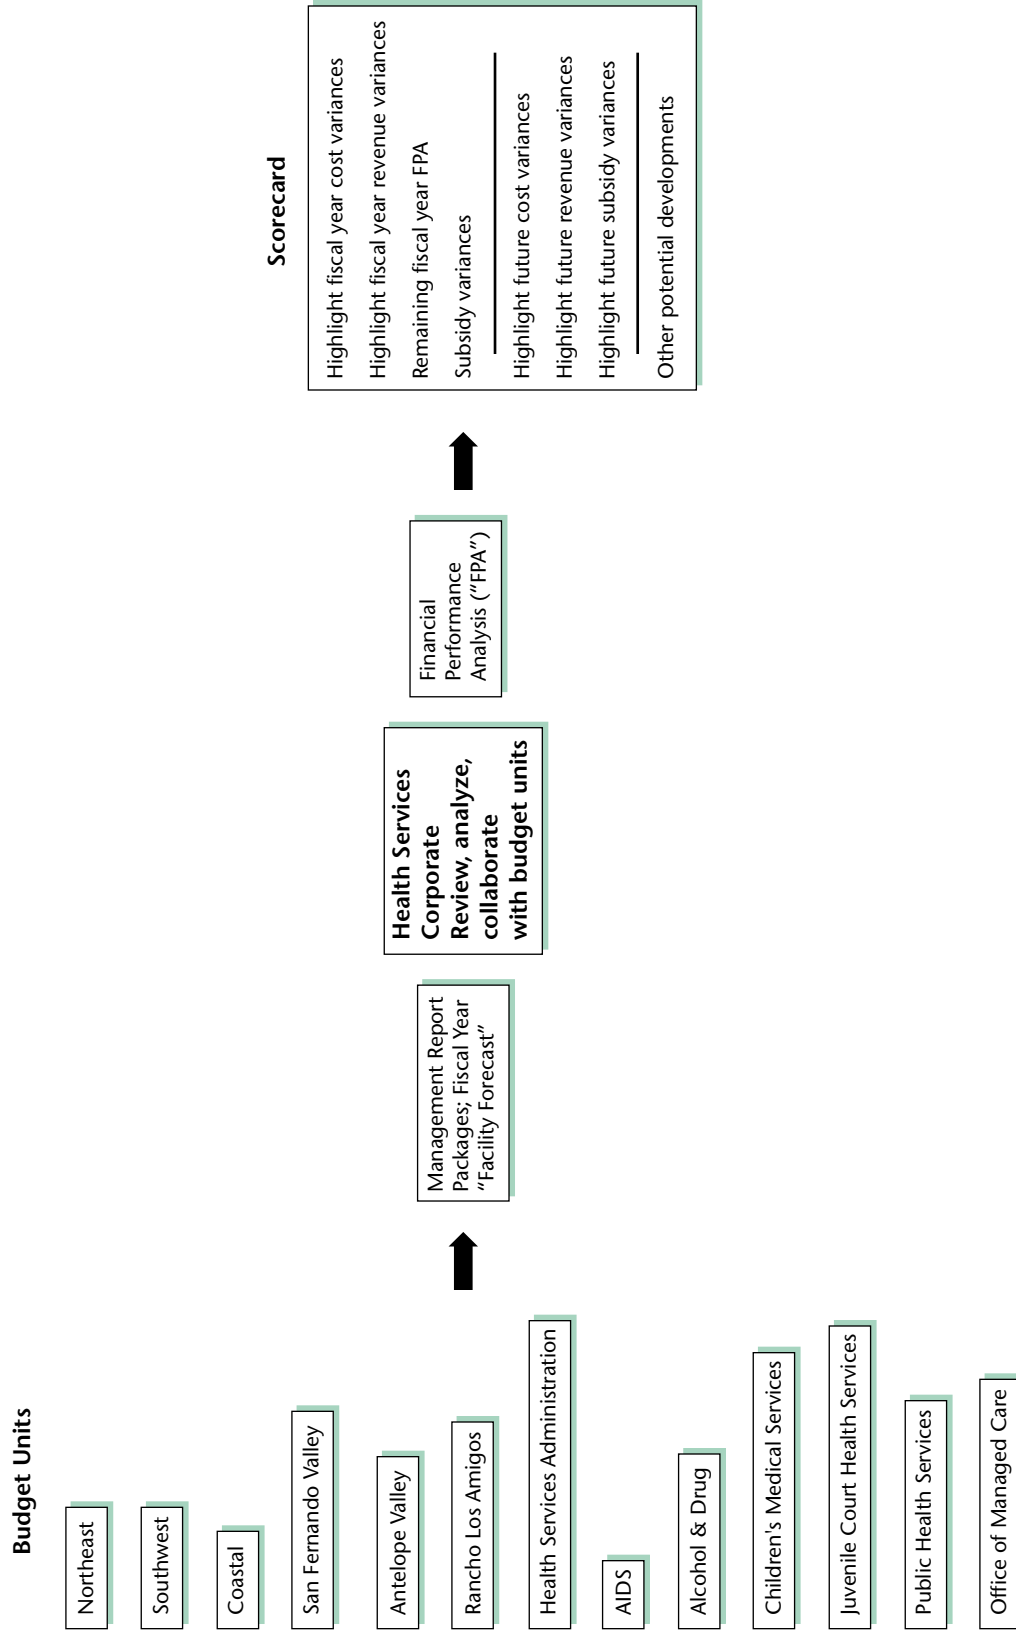 Budget Units
Northeast
Southwest
Coastal
San Fernando Valley
Antelope Valley
Rancho Los Amigos
Health Services Administration
AIDS
Alcohol & Drug
Children's Medical Services
Juvenile Court Health Services
Public Health Services
Office of Managed Care
Management Report
Packages; Fiscal Year
“Facility Forecast”
Health Services
Corporate
Review, analyze,
collaborate
with budget units
Financial
Performance
Analysis (“FPA”)
Scorecard
Highlight fiscal year cost variances
Highlight fiscal year revenue variances
Remaining fiscal year FPA
Subsidy variances
Highlight future cost variances
Highlight future revenue variances
Highlight future subsidy variances
Other potential developments